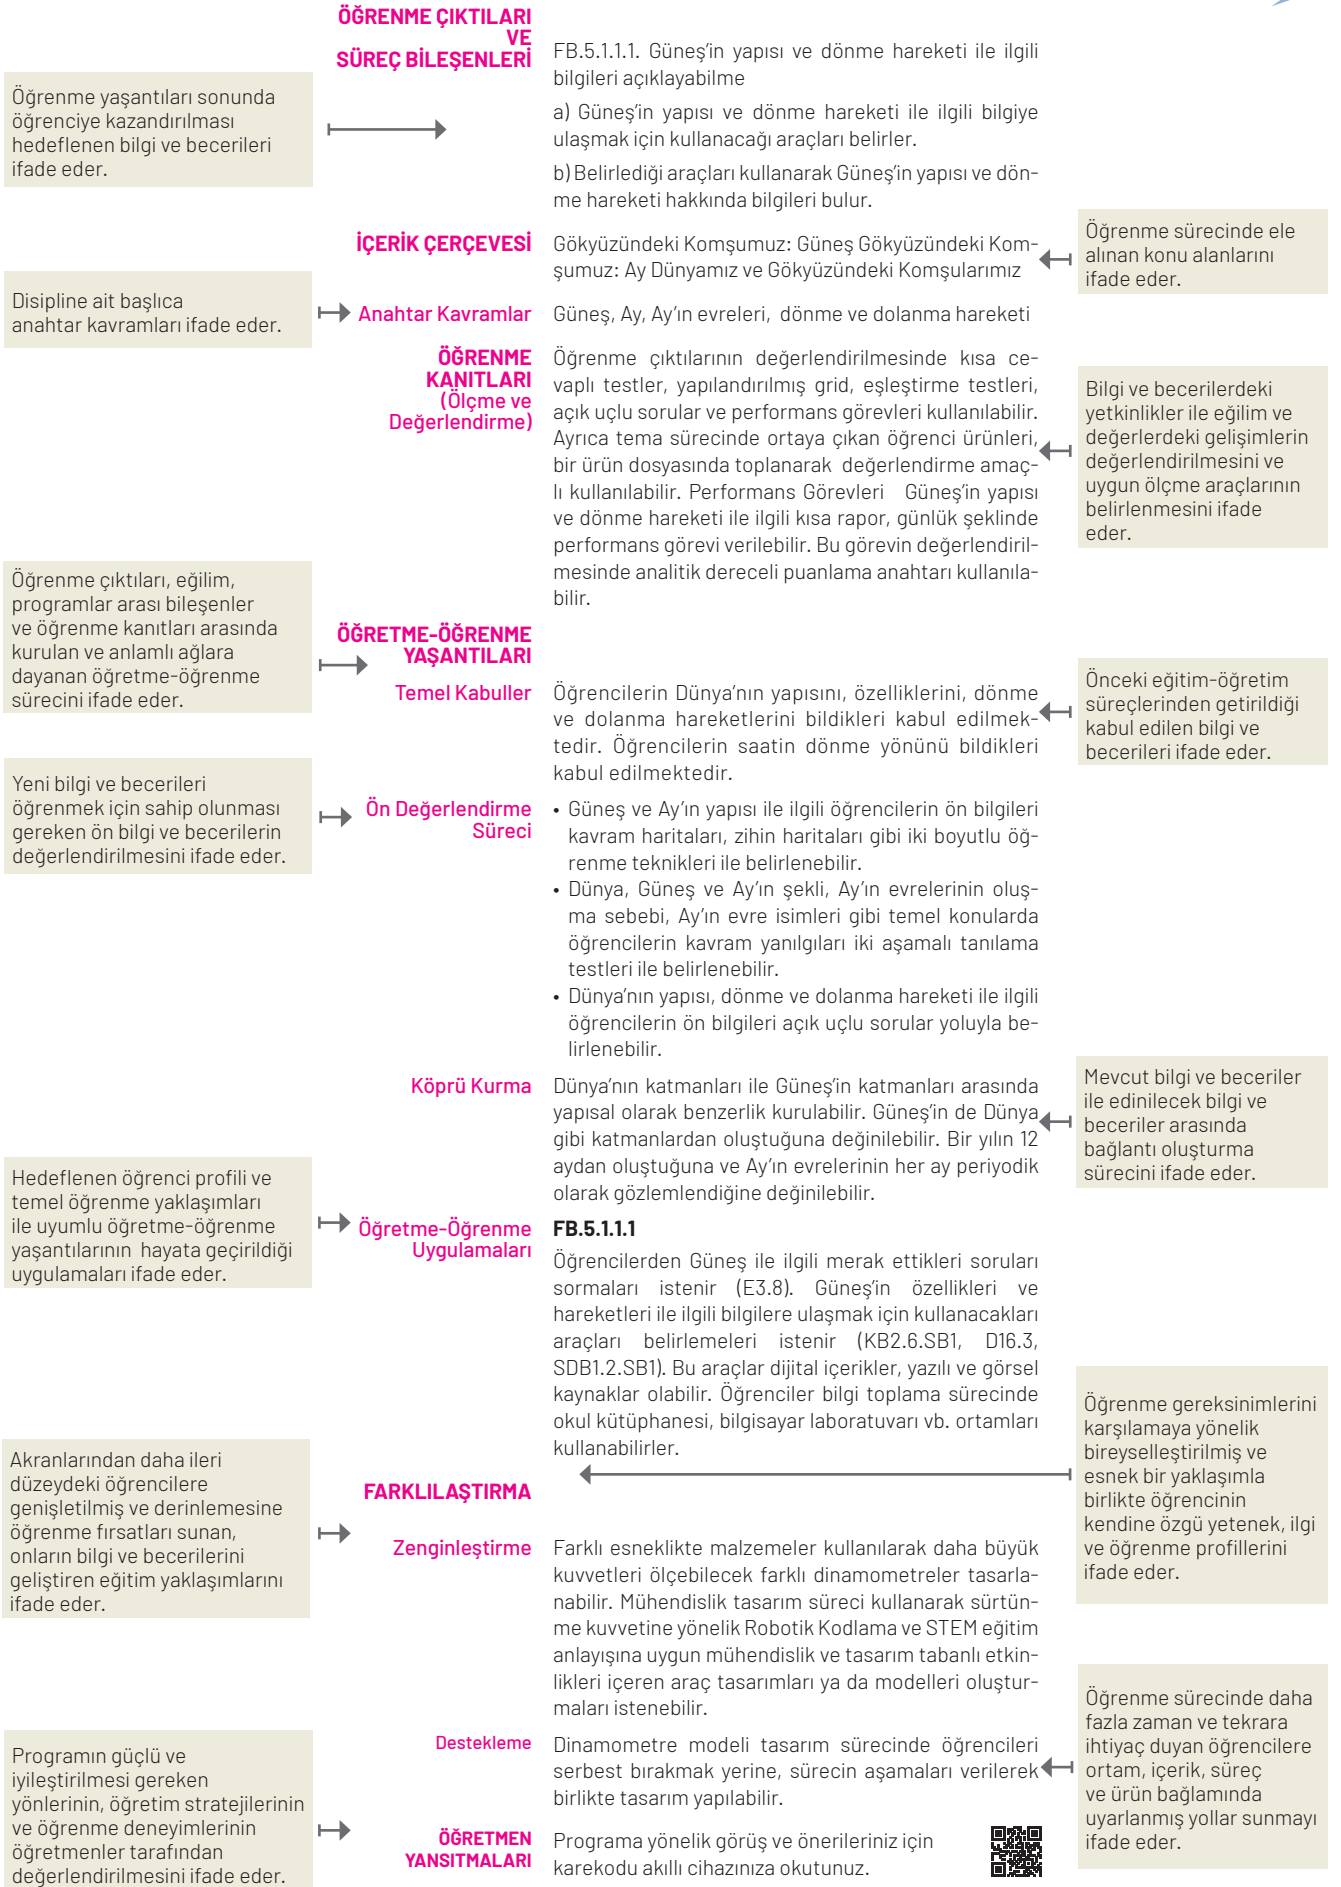 ÖĞRENME ÇIKTILARI
VE
SÜREÇ BİLEŞENLERİ
FB.5.1.1.1. Güneş’in yapısı ve dönme hareketi ile ilgili
bilgileri açıklayabilme
a) Güneş’in yapısı ve dönme hareketi ile ilgili bilgiye
ulaşmak için kullanacağı araçları belirler.
b) Belirlediği araçları kullanarak Güneş’in yapısı ve dön-
me hareketi hakkında bilgileri bulur.
Öğrenme yaşantıları sonunda
öğrenciye kazandırılması
hedeflenen bilgi ve becerileri
ifade eder.
İÇERİK ÇERÇEVESİ
Gökyüzündeki Komşumuz: Güneş Gökyüzündeki Kom-
şumuz: Ay Dünyamız ve Gökyüzündeki Komşularımız
Öğrenme sürecinde ele
alınan konu alanlarını
ifade eder.
Disipline ait başlıca
anahtar kavramları ifade eder.
Anahtar Kavramlar
Güneş, Ay, Ay’ın evreleri, dönme ve dolanma hareketi
ÖĞRENME
KANITLARI
(Ölçme ve
Değerlendirme)
Öğrenme çıktılarının değerlendirilmesinde kısa ce-
vaplı testler, yapılandırılmış grid, eşleştirme testleri,
açık uçlu sorular ve performans görevleri kullanılabilir.
Ayrıca tema sürecinde ortaya çıkan öğrenci ürünleri,
bir ürün dosyasında toplanarak değerlendirme amaç-
lı kullanılabilir. Performans Görevleri Güneş’in yapısı
ve dönme hareketi ile ilgili kısa rapor, günlük şeklinde
performans görevi verilebilir. Bu görevin değerlendiril-
mesinde analitik dereceli puanlama anahtarı kullanıla-
bilir.
Bilgi ve becerilerdeki
yetkinlikler ile eğilim ve
değerlerdeki gelişimlerin
değerlendirilmesini ve
uygun ölçme araçlarının
belirlenmesini ifade
eder.
Öğrenme çıktıları, eğilim,
programlar arası bileşenler
ve öğrenme kanıtları arasında
kurulan ve anlamlı ağlara
dayanan öğretme-öğrenme
sürecini ifade eder.
ÖĞRETME-ÖĞRENME
YAŞANTILARI
Temel Kabuller
Öğrencilerin Dünya’nın yapısını, özelliklerini, dönme
ve dolanma hareketlerini bildikleri kabul edilmek-
tedir. Öğrencilerin saatin dönme yönünü bildikleri
kabul edilmektedir.
Önceki eğitim-öğretim
süreçlerinden getirildiği
kabul edilen bilgi ve
becerileri ifade eder.
Yeni bilgi ve becerileri
öğrenmek için sahip olunması
gereken ön bilgi ve becerilerin
değerlendirilmesini ifade eder.
Ön Değerlendirme
Süreci
• Güneş ve Ay’ın yapısı ile ilgili öğrencilerin ön bilgileri
kavram haritaları, zihin haritaları gibi iki boyutlu öğ-
renme teknikleri ile belirlenebilir.
• Dünya, Güneş ve Ay’ın şekli, Ay’ın evrelerinin oluş-
ma sebebi, Ay’ın evre isimleri gibi temel konularda
öğrencilerin kavram yanılgıları iki aşamalı tanılama
testleri ile belirlenebilir.
• Dünya’nın yapısı, dönme ve dolanma hareketi ile ilgili
öğrencilerin ön bilgileri açık uçlu sorular yoluyla be-
lirlenebilir.
Köprü Kurma
Dünya’nın katmanları ile Güneş’in katmanları arasında
yapısal olarak benzerlik kurulabilir. Güneş’in de Dünya
gibi katmanlardan oluştuğuna değinilebilir. Bir yılın 12
aydan oluştuğuna ve Ay’ın evrelerinin her ay periyodik
olarak gözlemlendiğine değinilebilir.
Mevcut bilgi ve beceriler
ile edinilecek bilgi ve
beceriler arasında
bağlantı oluşturma
sürecini ifade eder.
Hedeflenen öğrenci profili ve
temel öğrenme yaklaşımları
ile uyumlu öğretme-öğrenme
yaşantılarının hayata geçirildiği
uygulamaları ifade eder.
Öğretme-Öğrenme
Uygulamaları
FB.5.1.1.1
Öğrencilerden Güneş ile ilgili merak ettikleri soruları
sormaları istenir (E3.8). Güneş’in özellikleri ve
hareketleri ile ilgili bilgilere ulaşmak için kullanacakları
araçları belirlemeleri istenir (KB2.6.SB1, D16.3,
SDB1.2.SB1). Bu araçlar dijital içerikler, yazılı ve görsel
kaynaklar olabilir. Öğrenciler bilgi toplama sürecinde
okul kütüphanesi, bilgisayar laboratuvarı vb. ortamları
kullanabilirler.
Öğrenme gereksinimlerini
karşılamaya yönelik
bireyselleştirilmiş ve
esnek bir yaklaşımla
birlikte öğrencinin
kendine özgü yetenek, ilgi
ve öğrenme profillerini
ifade eder.
Akranlarından daha ileri
düzeydeki öğrencilere
genişletilmiş ve derinlemesine
öğrenme fırsatları sunan,
onların bilgi ve becerilerini
geliştiren eğitim yaklaşımlarını
ifade eder.
FARKLILAŞTIRMA
Zenginleştirme
Farklı esneklikte malzemeler kullanılarak daha büyük
kuvvetleri ölçebilecek farklı dinamometreler tasarla-
nabilir. Mühendislik tasarım süreci kullanarak sürtün-
me kuvvetine yönelik Robotik Kodlama ve STEM eğitim
anlayışına uygun mühendislik ve tasarım tabanlı etkin-
likleri içeren araç tasarımları ya da modelleri oluştur-
maları istenebilir.
Destekleme
Dinamometre modeli tasarım sürecinde öğrencileri
serbest bırakmak yerine, sürecin aşamaları verilerek
birlikte tasarım yapılabilir.
Öğrenme sürecinde daha
fazla zaman ve tekrara
ihtiyaç duyan öğrencilere
ortam, içerik, süreç
ve ürün bağlamında
uyarlanmış yollar sunmayı
ifade eder.
Programın güçlü ve
iyileştirilmesi gereken
yönlerinin, öğretim stratejilerinin
ve öğrenme deneyimlerinin
öğretmenler tarafından
değerlendirilmesini ifade eder.
ÖĞRETMEN
YANSITMALARI
Programa yönelik görüş ve önerileriniz için
karekodu akıllı cihazınıza okutunuz.